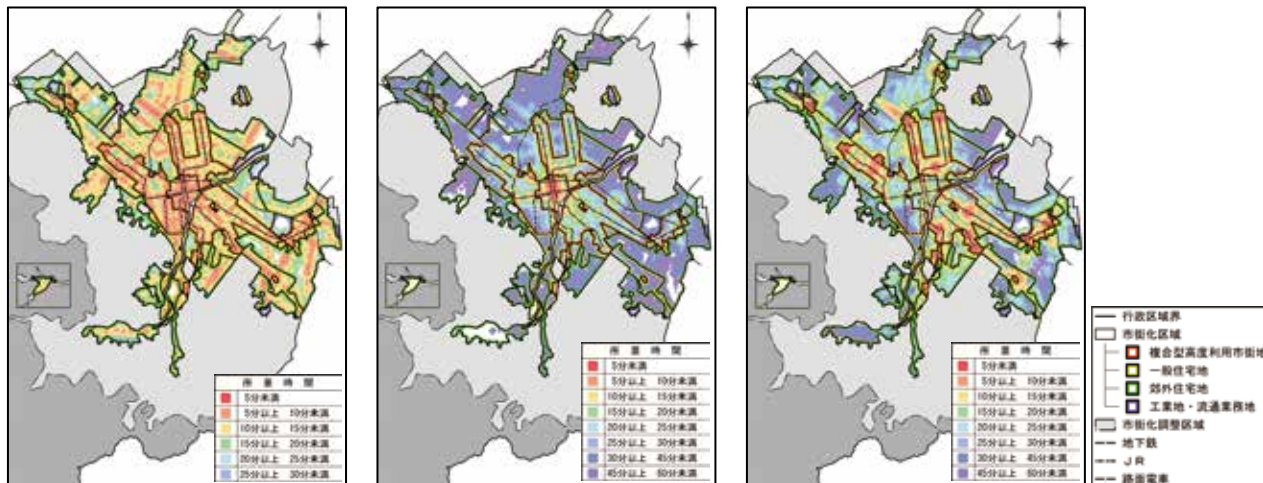 所要時間
5分未満
5分以上 10分未満
10分以上 15分未満
15分以上 20分未満
20分以上 25分未満
25分以上 30分未満
所要時間
5分未満
5分以上 10分未満
10分以上 15分未満
15分以上 20分未満
20分以上 25分未満
25分以上 30分未満
30分以上 45分未満
45分以上 60分未満
所要時間
5分未満
5分以上 10分未満
10分以上 15分未満
15分以上 20分未満
20分以上 25分未満
25分以上 30分未満
30分以上 45分未満
45分以上 60分未満
行政区域界
市街化区域
複合型高度利用市街地
一般住宅地
郊外住宅地
工業地・流通業務地
市街化調整区域
地下鉄
JR
路面電車